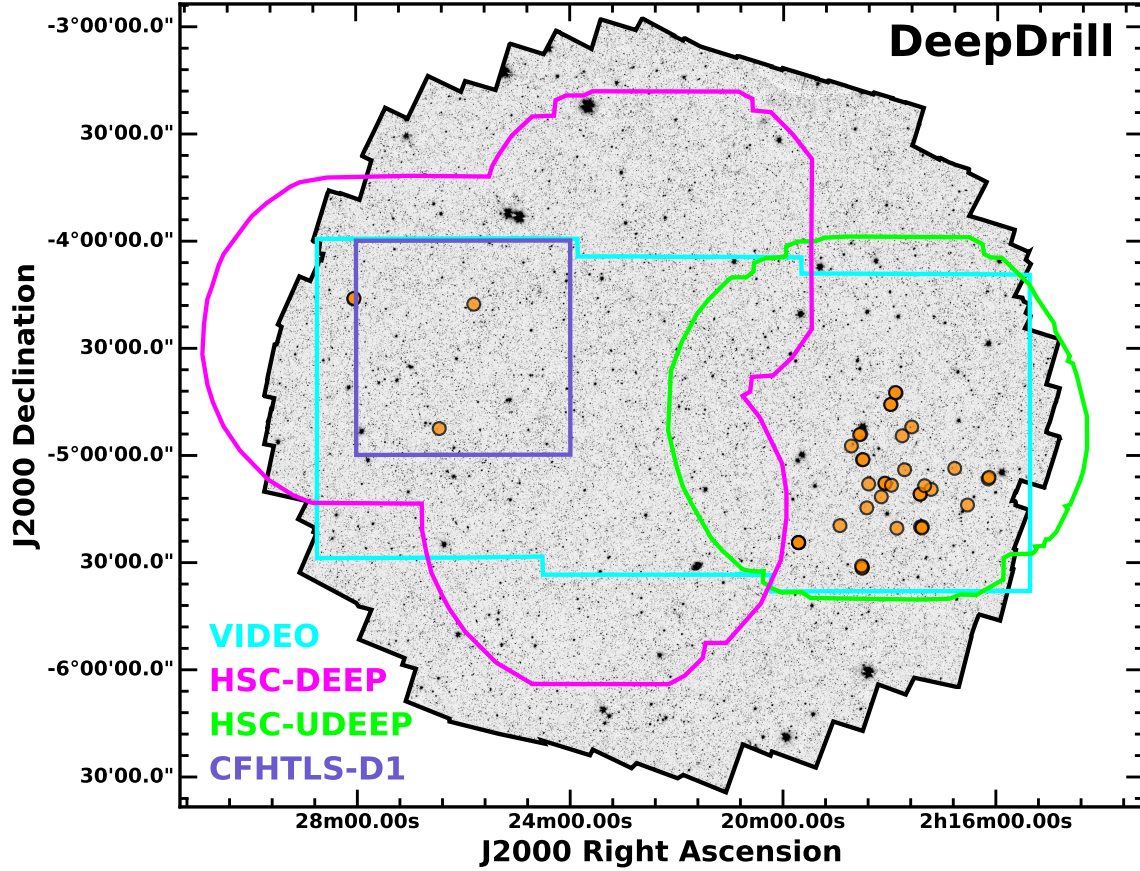 DeepDrill
-3°00'00.0"
30'00.0"
-4°00'00.0"
30'00.0"
-5°00'00.0"
30'00.0"
-6°00'00.0"
30'00.0"
J2000 Declination
VIDEO
HSC-DEEP
HSC-UDEEP
CFHTLS-D1
28m00.00s
24m00.00s
20m00.00s
2h16m00.00s
J2000 Right Ascension